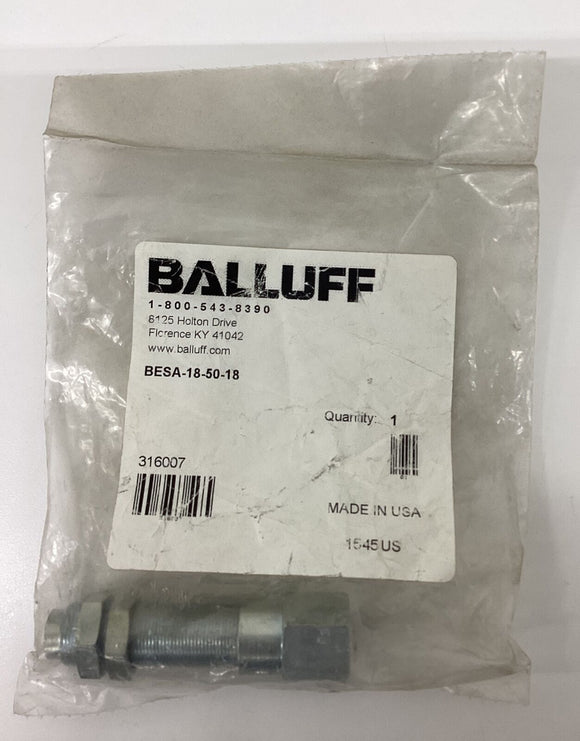 BALLUFF
1-800-543-8390
8125 Holton Drive
Florence KY 41042
www.balluff.com
BESA-18-50-18
Quantity: 1
316007
MADE IN USA
1545US